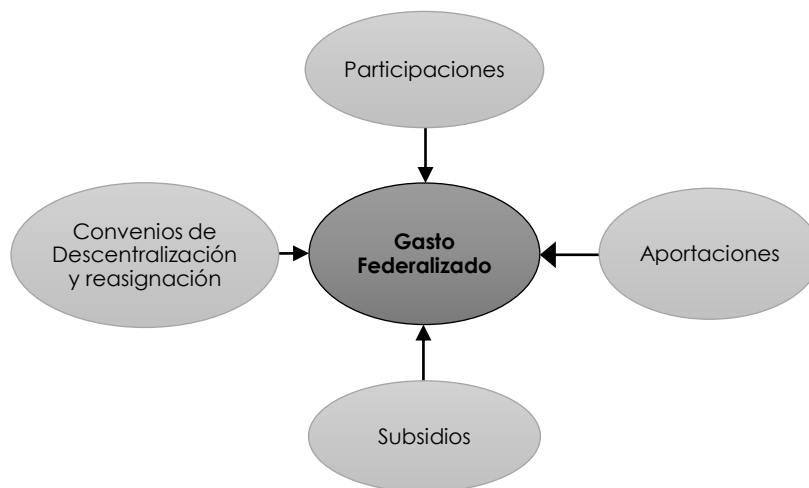 Participaciones
Convenios de
Descentralización
y reasignación
Gasto
Federalizado
Aportaciones
Subsidios